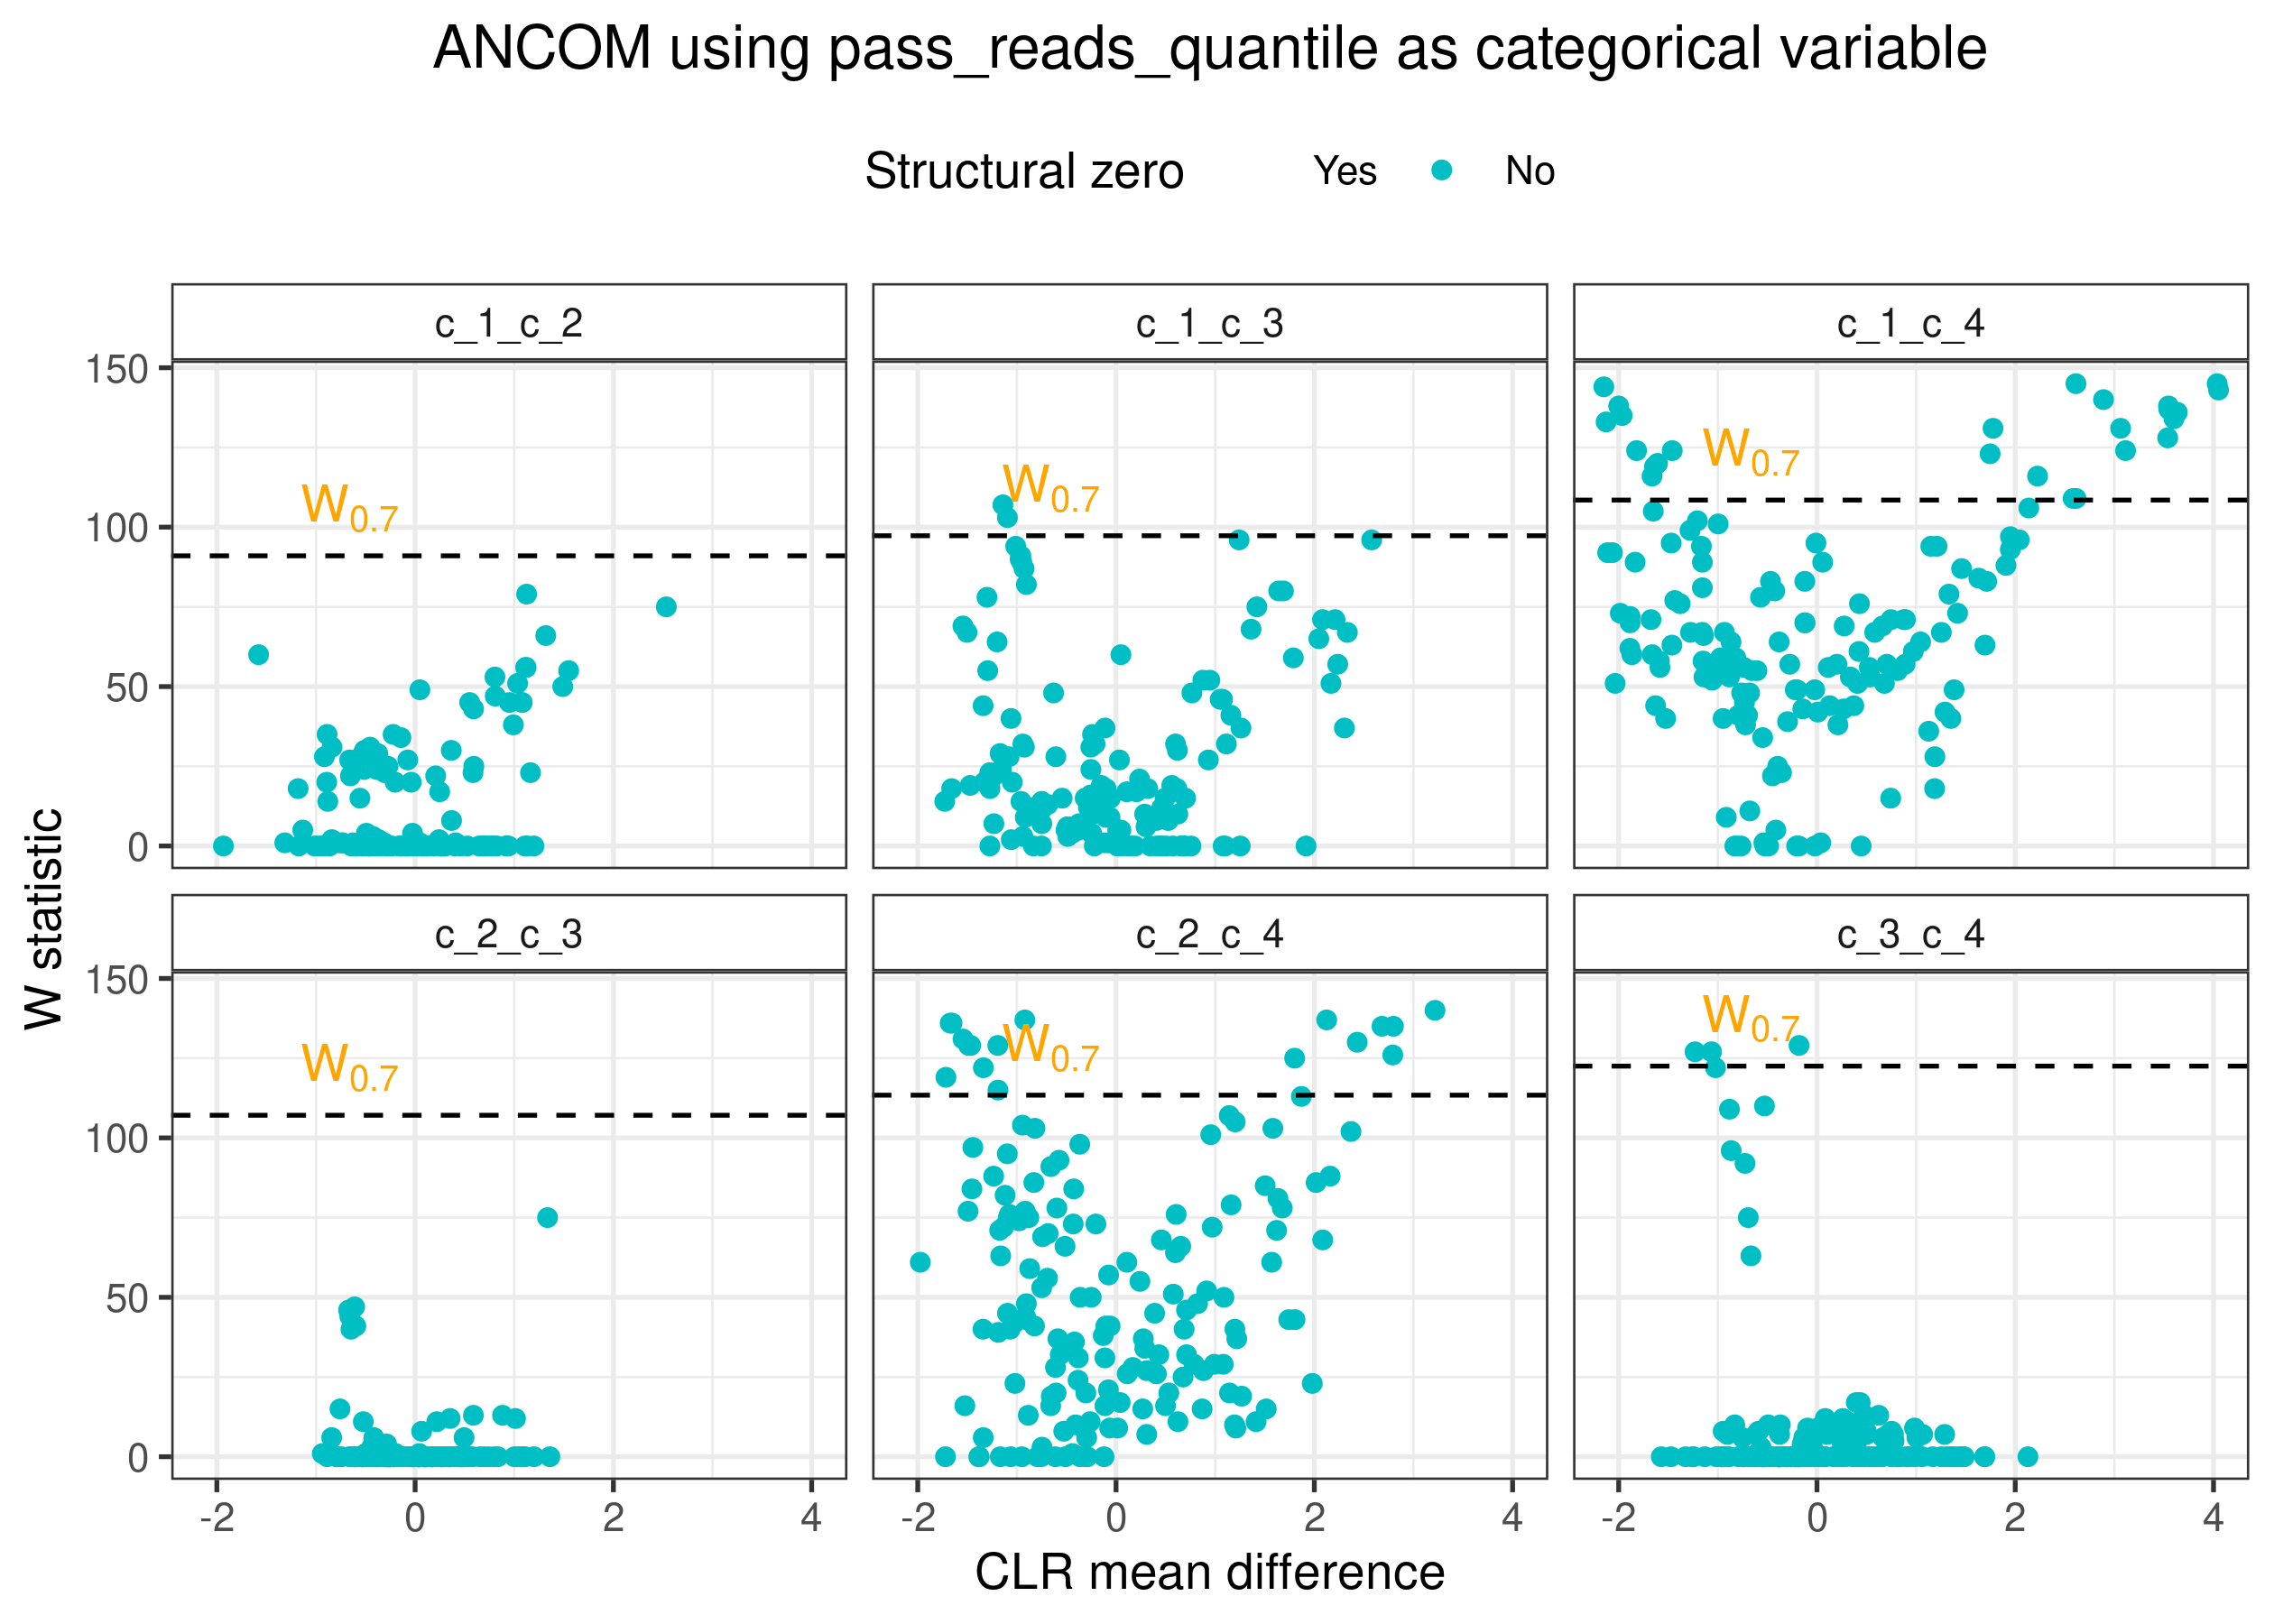 ANCOM using pass_reads_quantile as categorical variable
Structural zero Yes No
c_1_c_2 c_1_c_3 c_1_c_4
150
100
50
0
W0.7 W0.7 W0.7
c_2_c_3 c_2_c_4 c_3_c_4
150
100
50
0
W0.7 W0.7 W0.7
-2 0 2 4 -2 0 2 4 -2 0 2 4
CLR mean difference
W statistic